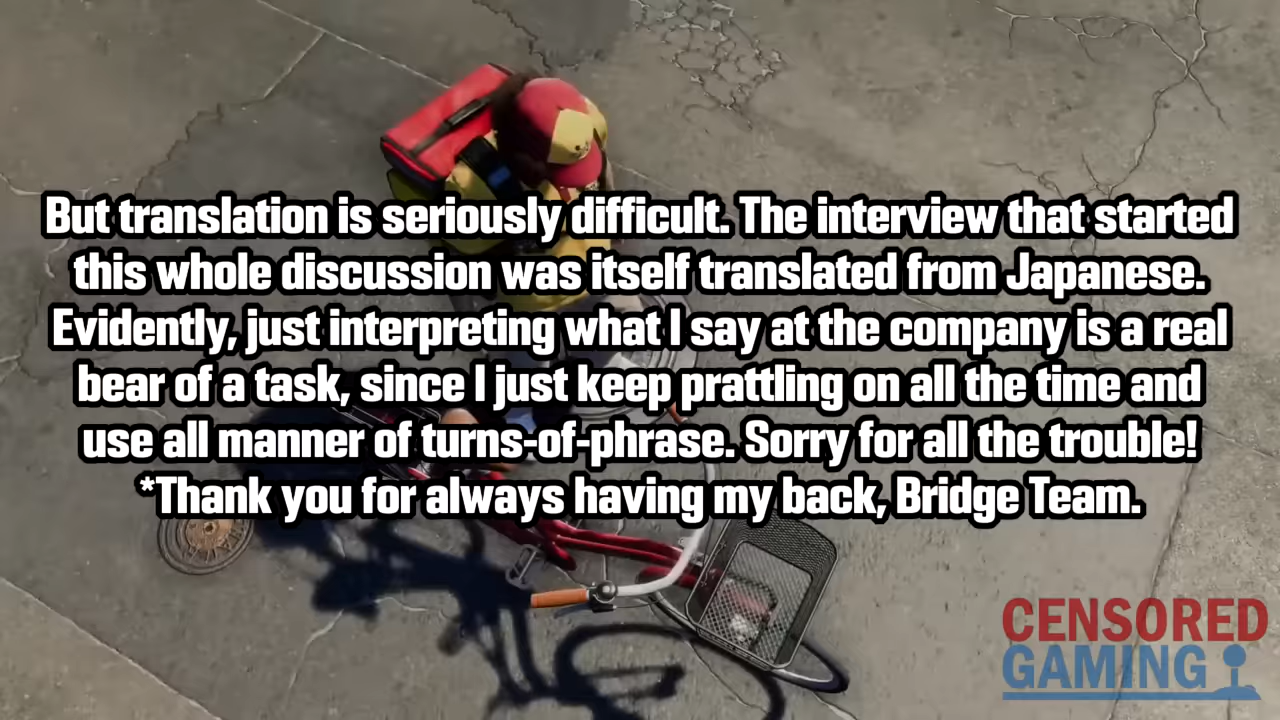 But translation is seriously difficult. The interview that started
this whole discussion was itself translated from Japanese.
Evidently, just interpreting what I say at the company is a real
bear of a task, since I just keep prattling on all the time and
use all manner of turns-of-phrase. Sorry for all the trouble!
*Thank you for always having my back, Bridge Team.
CENSORED
GAMING